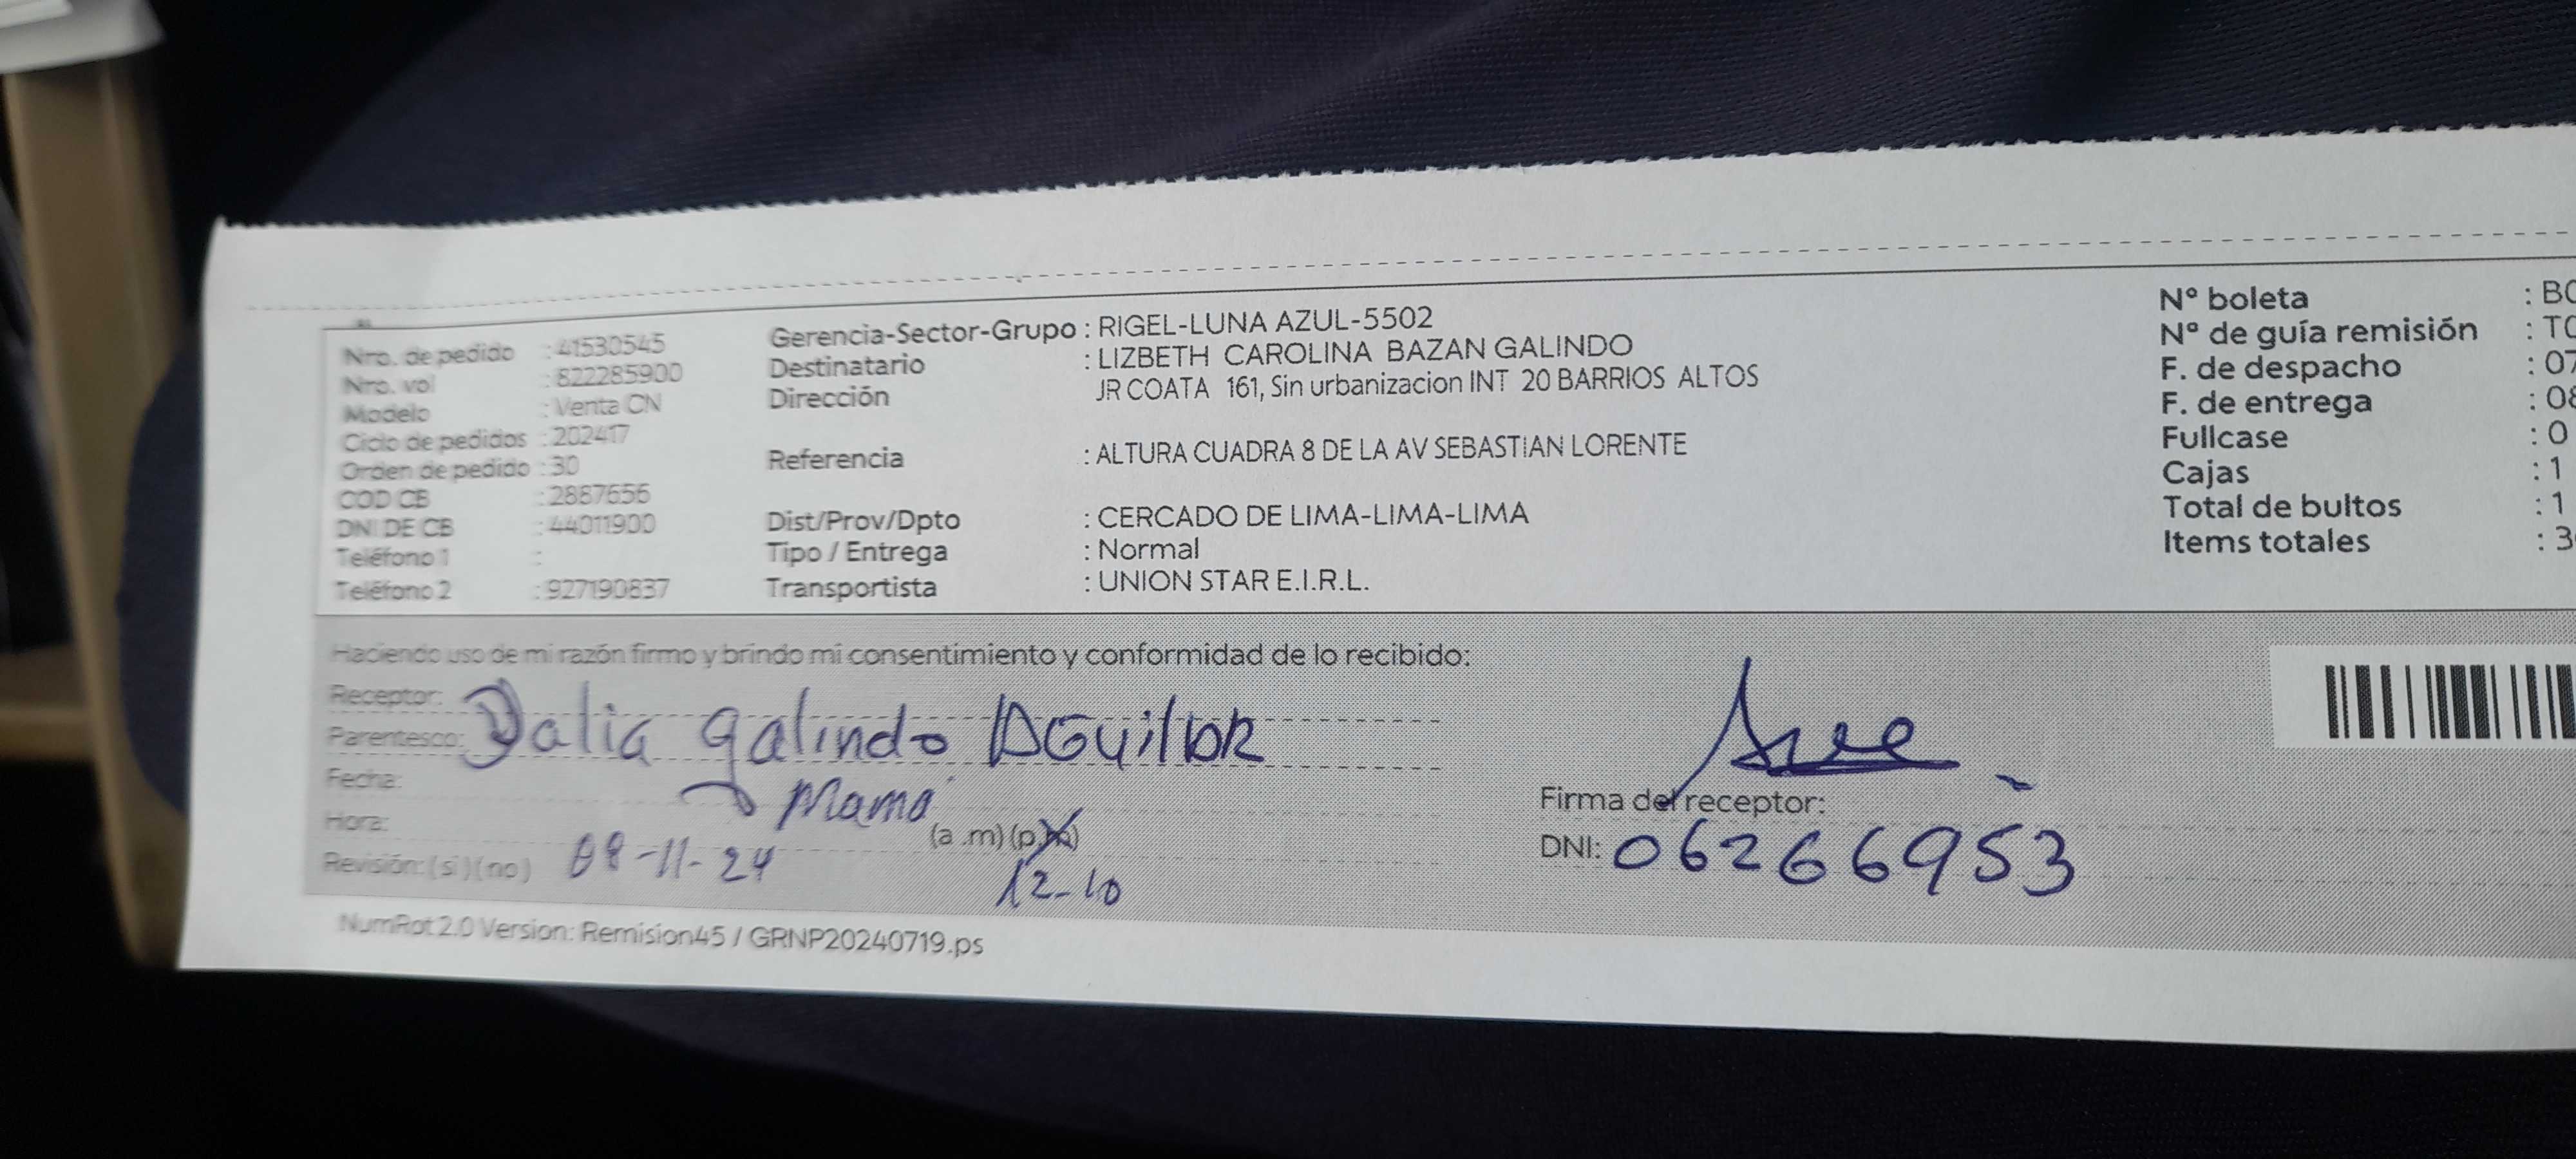 Nro. de pedido : 41530545
Nro. vol : 822285900
Modelo : Venta CN
Ciclo de pedidos : 202417
Orden de pedido : 30
COD CB : 2887656
DNI DE CB : 44011900
Teléfono 1 :
Teléfono 2 : 927190837
Gerencia-Sector-Grupo : RIGEL-LUNA AZUL-5502
Destinatario : LIZBETH CAROLINA BAZAN GALINDO
Dirección JR COATA 161, Sin urbanizacion INT 20 BARRIOS ALTOS
Referencia : ALTURA CUADRA 8 DE LA AV SEBASTIAN LORENTE
Dist/Prov/Dpto : CERCADO DE LIMA-LIMA-LIMA
Tipo / Entrega : Normal
Transportista : UNION STAR E.I.R.L.
Nº boleta : BO
Nº de guía remisión : TO
F. de despacho : 07
F. de entrega : 08
Fullcase : 0
Cajas : 1
Total de bultos : 1
Items totales : 3
Haciendo uso de mi razón firmo y brindo mi consentimiento y conformidad de lo recibido:
Receptor:
Parentesco: Dalia galindo AGuilar
Fecha: Mamá
Hora: (a .m) (p.m)
Revisión: (si) (no) 08-11-24 12-10
Firma del receptor:
DNI: 06266953
NumRot 2.0 Version: Remision45 / GRNP20240719.ps